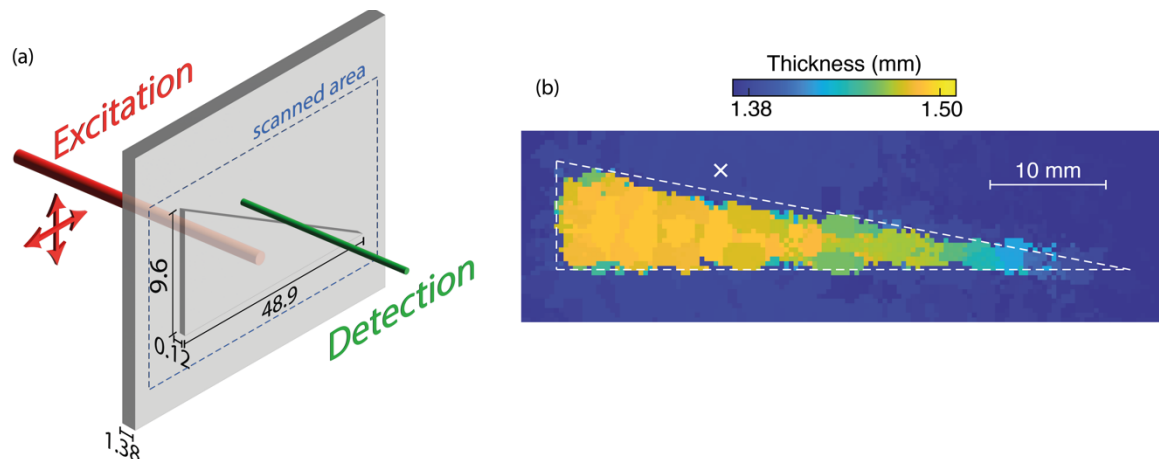 (a)
Excitation
scanned area
9.6
48.9
0.12
Detection
1.38
(b)
Thickness (mm)
1.38 1.50
10 mm